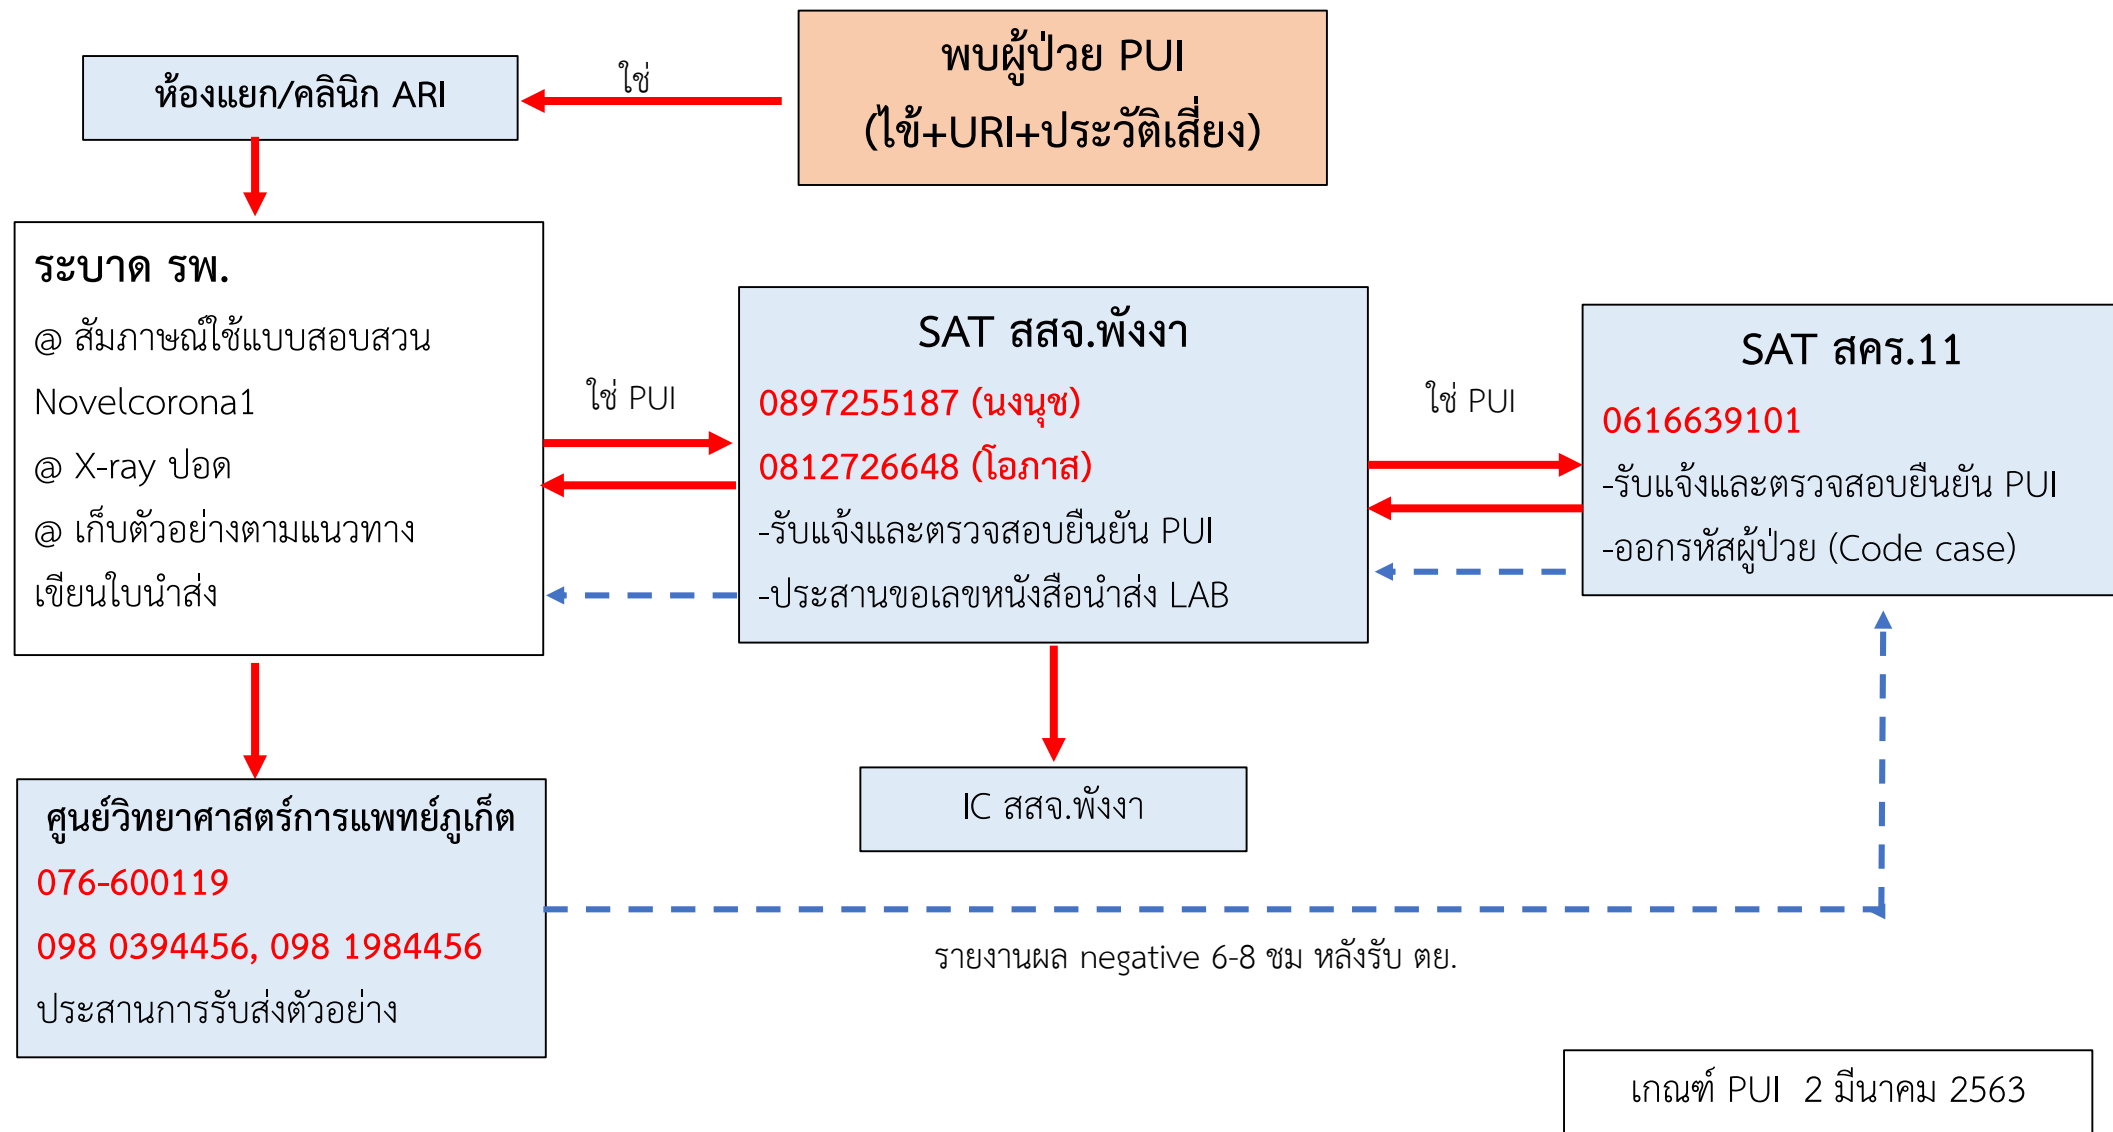 พบผู้ป่วย PUI
(ไข้+URI+ประวัติเสี่ยง)
ใช่
ห้องแยก/คลินิก ARI
ระบาด รพ.
@ สัมภาษณ์ใช้แบบสอบสวน
Novelcorona1
@ X-ray ปอด
@ เก็บตัวอย่างตามแนวทาง
เขียนใบนำส่ง
ใช่ PUI
SAT สสจ.พังงา
0897255187 (นงนุช)
0812726648 (โอภาส)
-รับแจ้งและตรวจสอบยืนยัน PUI
-ประสานขอเลขหนังสือนำส่ง LAB
ใช่ PUI
SAT สคร.11
0616639101
-รับแจ้งและตรวจสอบยืนยัน PUI
-ออกรหัสผู้ป่วย (Code case)
IC สสจ.พังงา
ศูนย์วิทยาศาสตร์การแพทย์ภูเก็ต
076-600119
098 0394456, 098 1984456
ประสานการรับส่งตัวอย่าง
รายงานผล negative 6-8 ชม หลังรับ ตย.
เกณฑ์ PUI 2 มีนาคม 2563